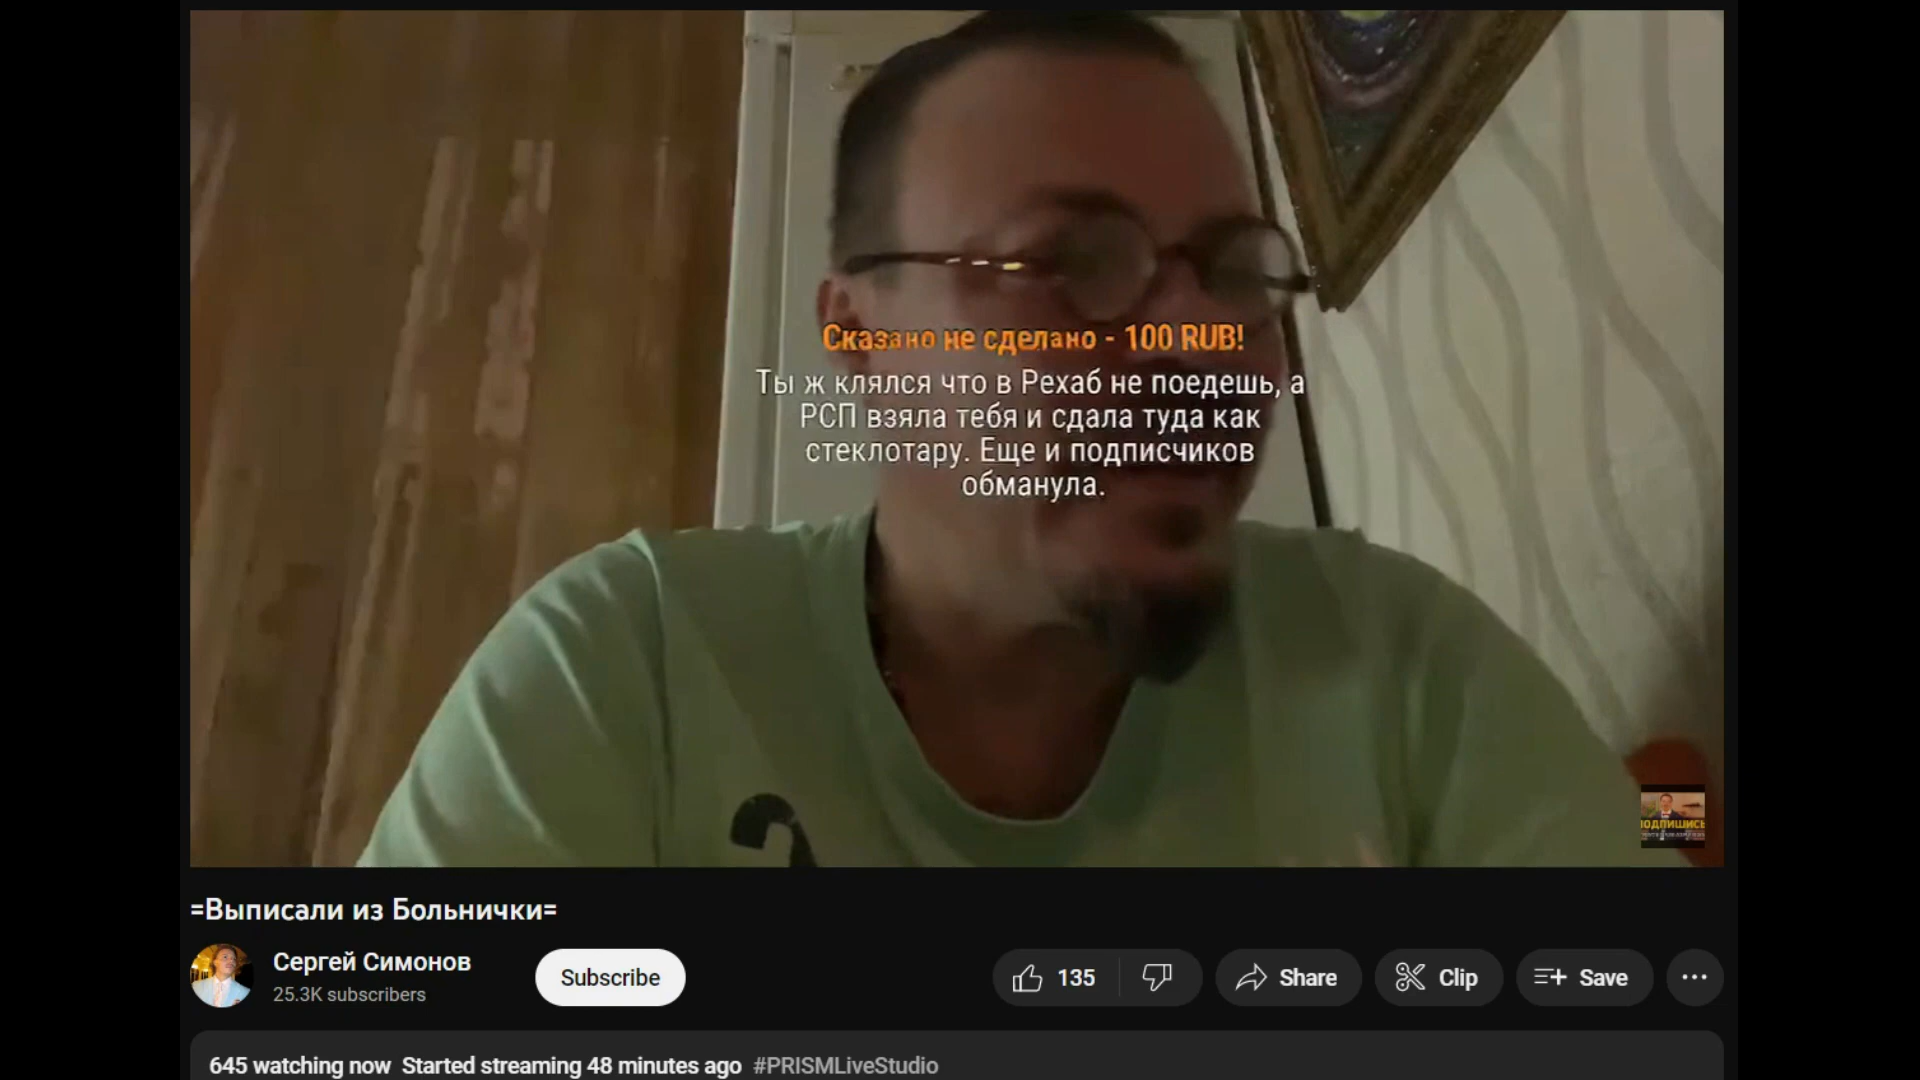 Сказано не сделано - 100 RUB!
Ты ж клялся что в Рехаб не поедешь, а
РСП взяла тебя и сдала туда как
стеклотару. Еще и подписчиков
обманула.
=Выписали из Больнички=
Сергей Симонов
25.3K subscribers
Subscribe
135
Share
Clip
Save
645 watching now Started streaming 48 minutes ago #PRISMLiveStudio